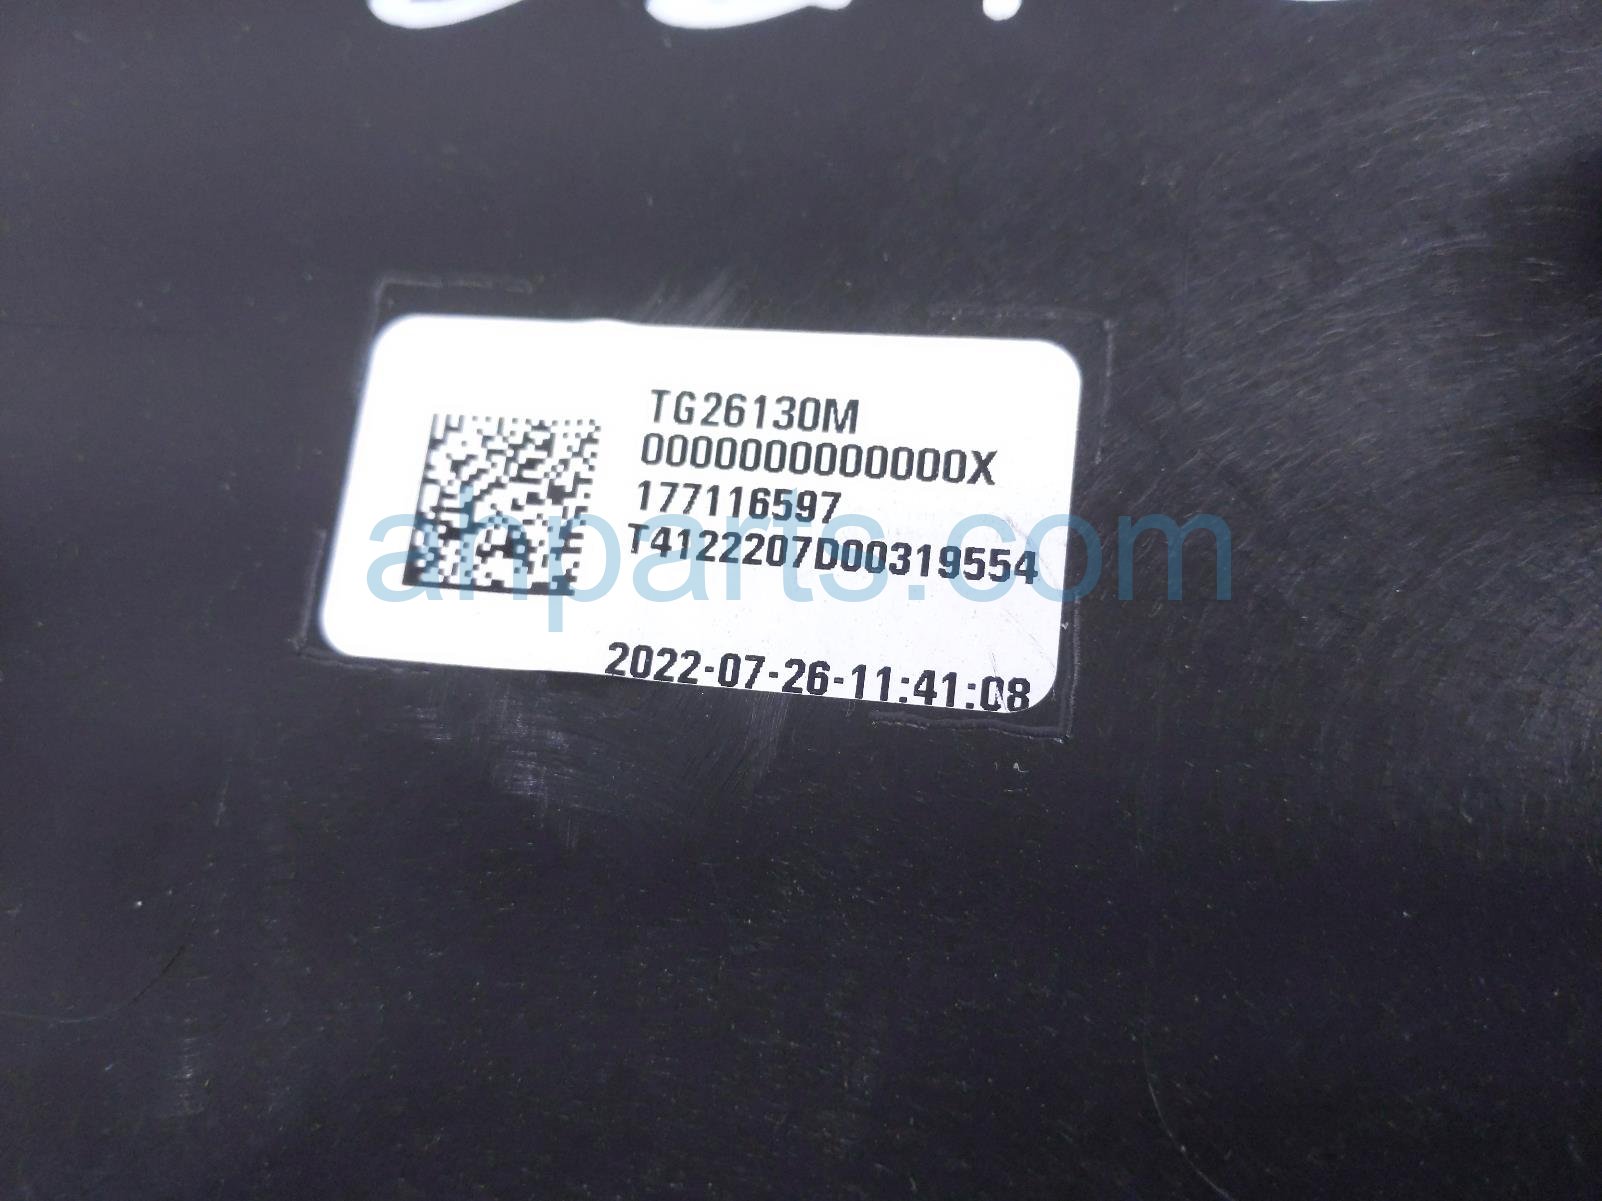 TG26130M
0000000000000X
177116597
T4122207D00319554
2022-07-26-11:41:08
ahparts.com